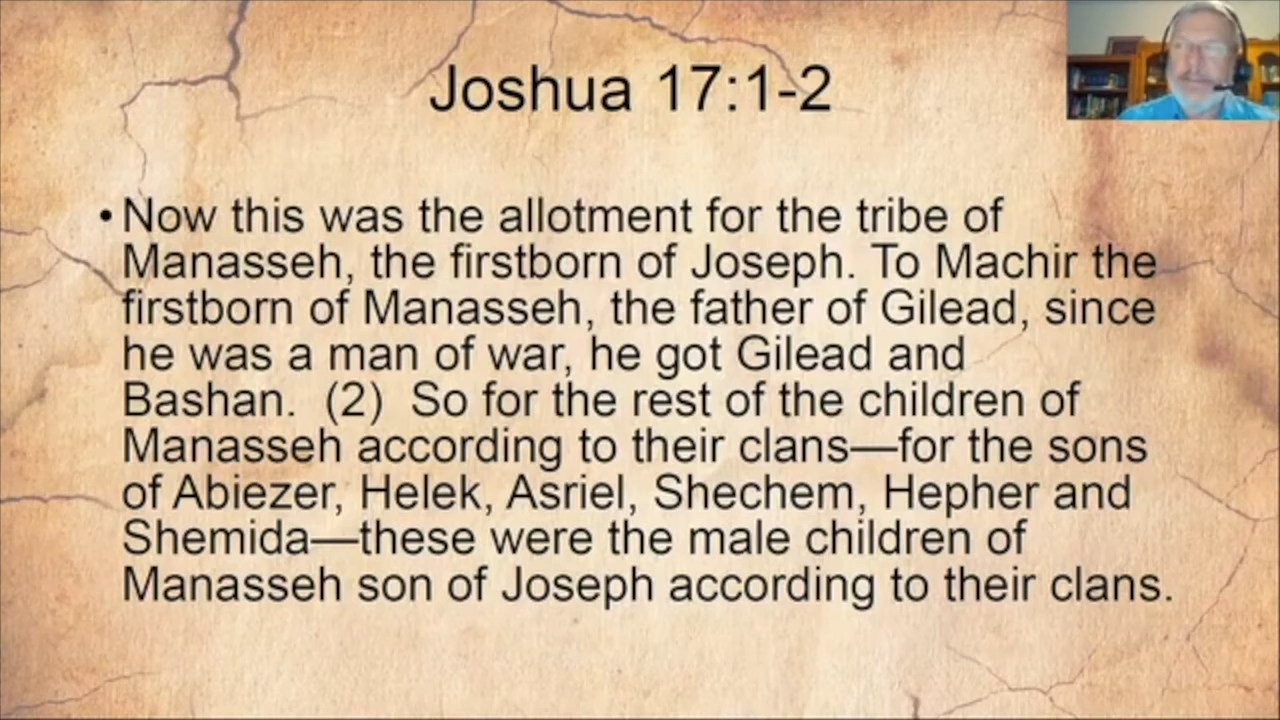 Joshua 17:1-2
• Now this was the allotment for the tribe of
Manasseh, the firstborn of Joseph. To Machir the
firstborn of Manasseh, the father of Gilead, since
he was a man of war, he got Gilead and
Bashan.  (2)  So for the rest of the children of
Manasseh according to their clans—for the sons
of Abiezer, Helek, Asriel, Shechem, Hepher and
Shemida—these were the male children of
Manasseh son of Joseph according to their clans.